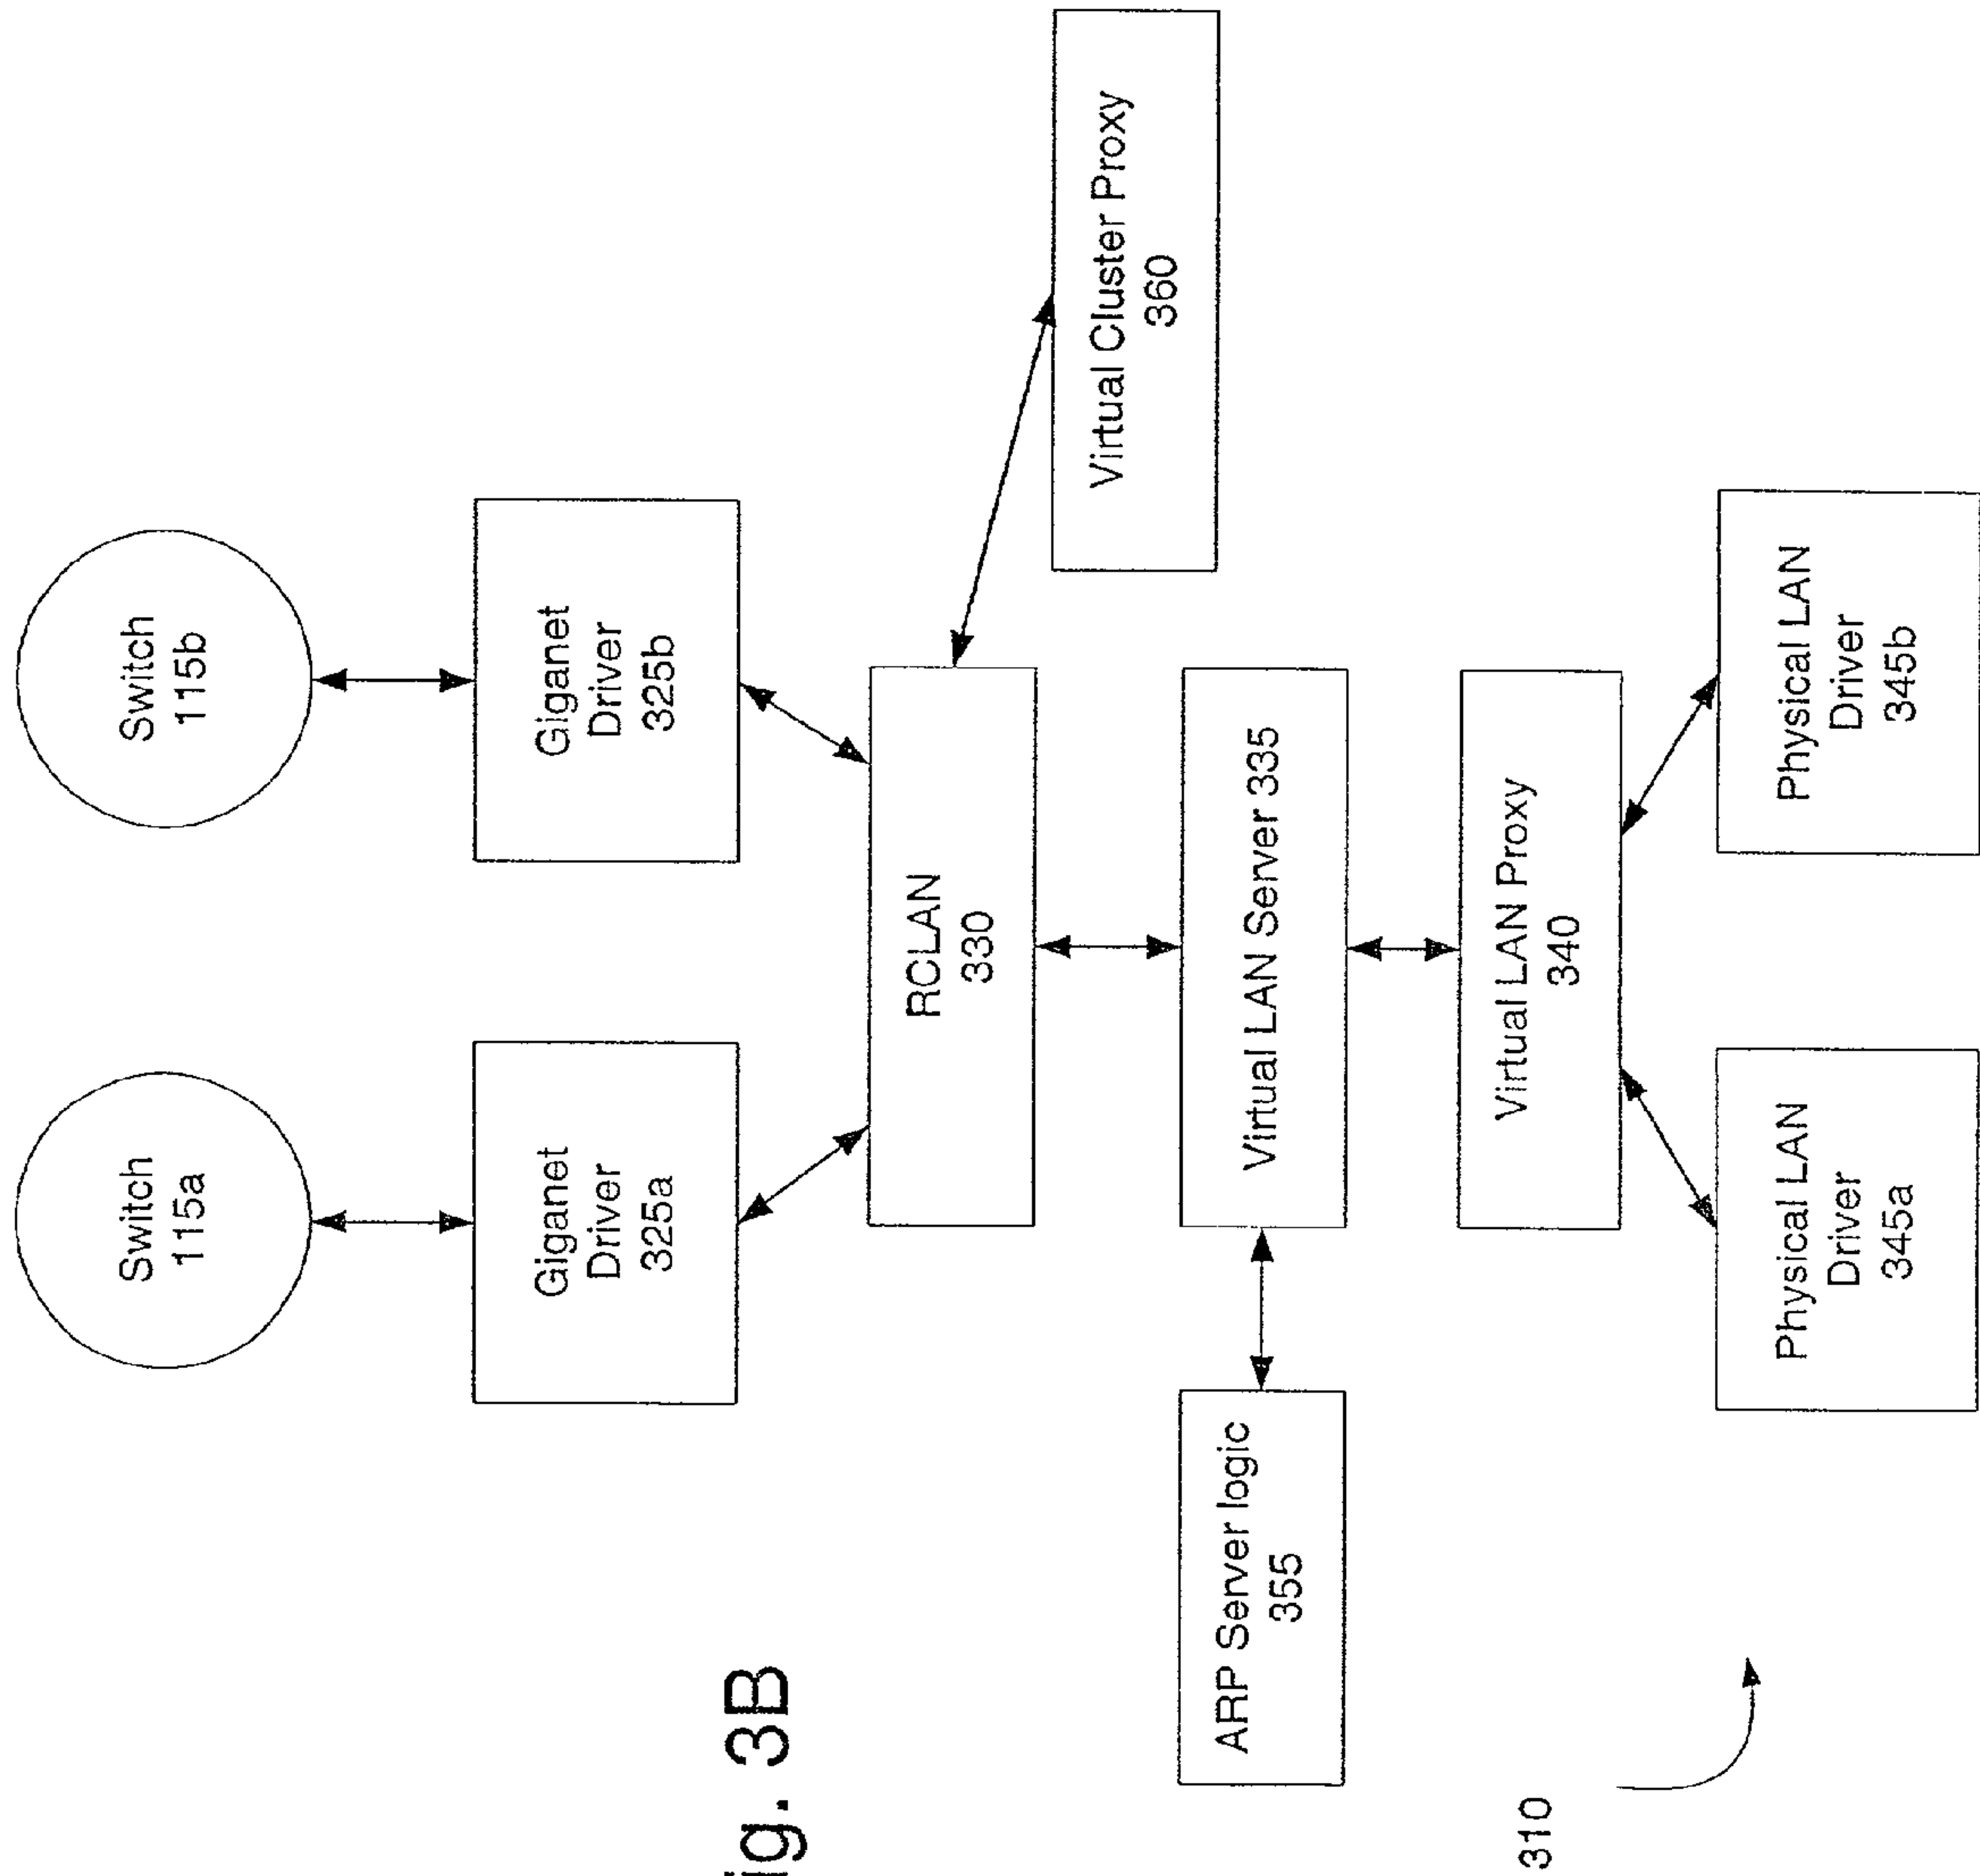 Switch
115a
Switch
115b
Giganet
Driver
325a
Giganet
Driver
325b
RCLAN
330
Virtual Cluster Proxy
360
ARP Server logic
355
Virtual LAN Server 335
Virtual LAN Proxy
340
Physical LAN
Driver
345a
Physical LAN
Driver
345b
310
ig. 3B